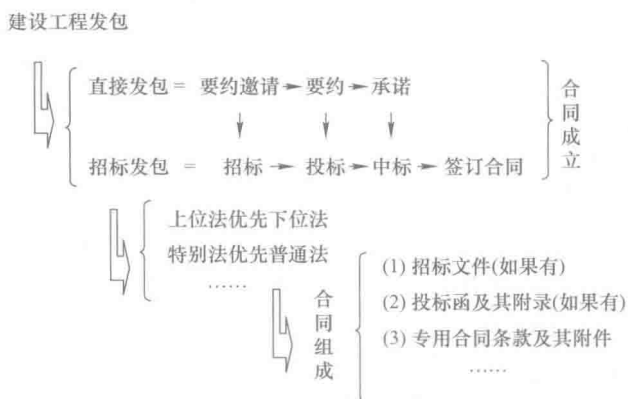 建设工程发包
直接发包 = 要约邀请 → 要约 → 承诺
招标发包 = 招标 → 投标 → 中标 → 签订合同
合同成立
上位法优先下位法
特别法优先普通法
……
合同组成
(1) 招标文件(如果有)
(2) 投标函及其附录(如果有)
(3) 专用合同条款及其附件
……